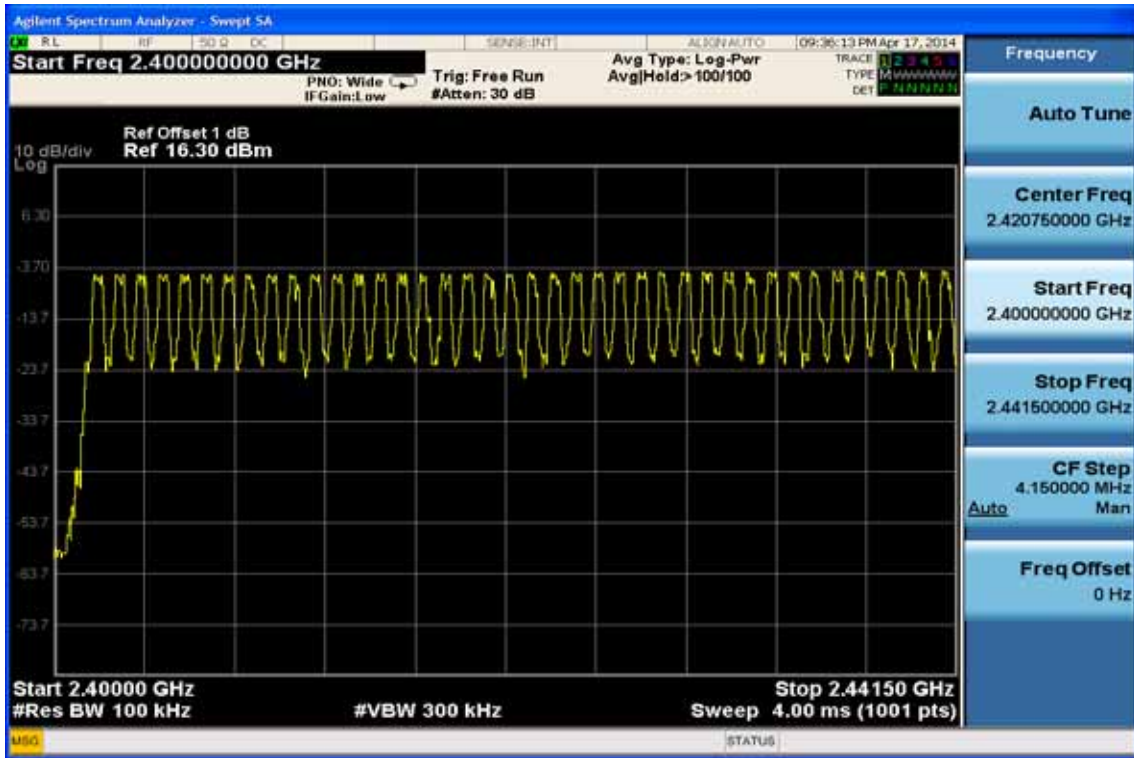 Agilent Spectrum Analyzer - Swept SA
RL RF 50 Ω DC SENSE:INT ALIGN AUTO 09:36:13 PM Apr 17, 2014
Start Freq 2.400000000 GHz
PNO: Wide
IFGain:Low
Trig: Free Run
#Atten: 30 dB
Avg Type: Log-Pwr
Avg|Hold:>100/100
TRACE 1 2 3 4 5 6
TYPE MWWWWW
DET P N N N N N
Ref Offset 1 dB
10 dB/div Ref 16.30 dBm
Log
6.30
-3.70
-13.7
-23.7
-33.7
-43.7
-53.7
-63.7
-73.7
Start 2.40000 GHz
Stop 2.44150 GHz
#Res BW 100 kHz
#VBW 300 kHz
Sweep 4.00 ms (1001 pts)
MSG
STATUS
Frequency
Auto Tune
Center Freq
2.420750000 GHz
Start Freq
2.400000000 GHz
Stop Freq
2.441500000 GHz
CF Step
4.150000 MHz
Auto Man
Freq Offset
0 Hz